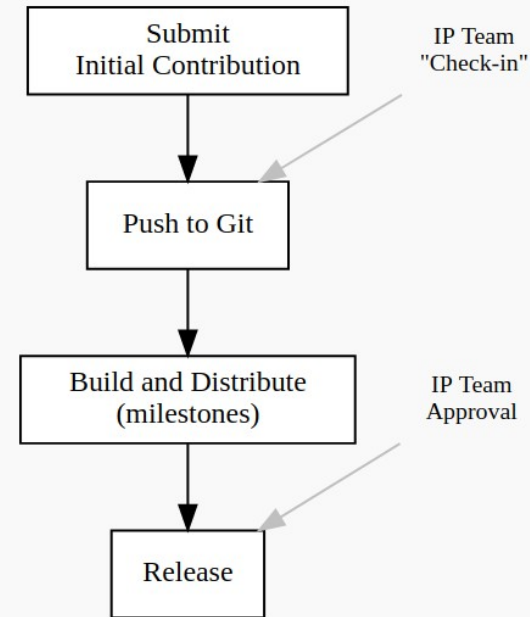 Submit
Initial Contribution
IP Team
"Check-in"
Push to Git
Build and Distribute
(milestones)
IP Team
Approval
Release